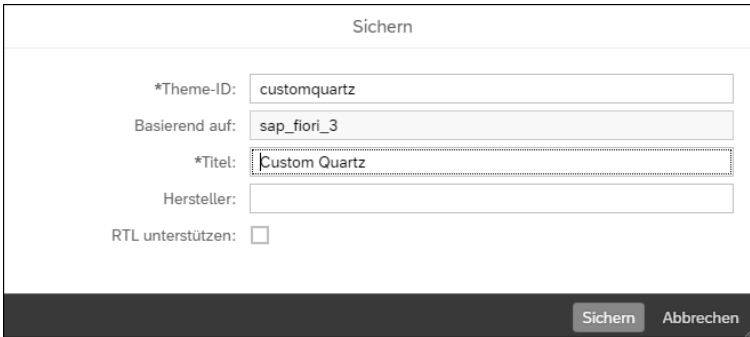 Sichern
*Theme-ID: customquartz
Basierend auf: sap_fiori_3
*Titel: Custom Quartz
Hersteller:
RTL unterstützen:
Sichern Abbrechen